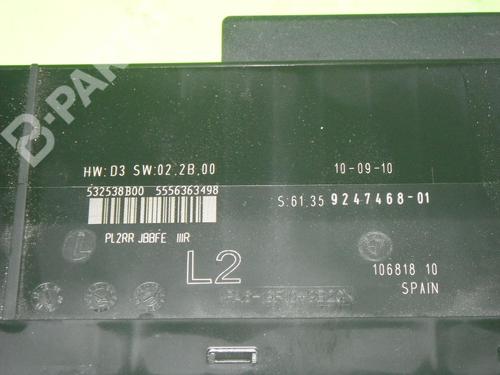 HW:D3 SW:02.2B.00
10-09-10
532538B00 5556363498
S:61.35 9247468-01
PL2RR JBBFE IIIR
L2
106818 10
SPAIN
B-PARTS